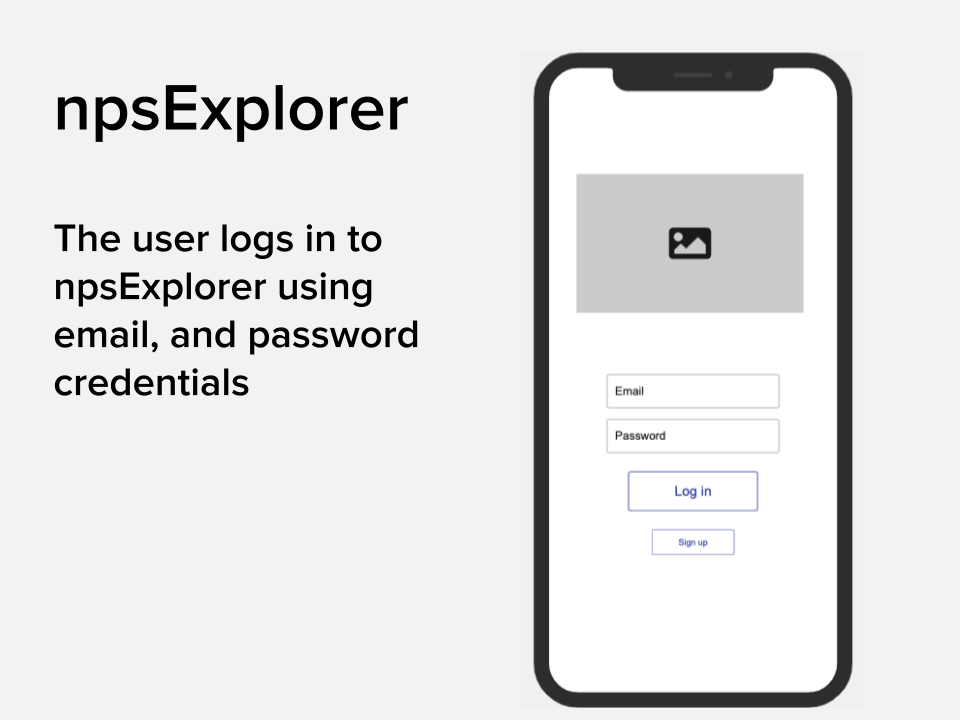 npsExplorer
The user logs in to
npsExplorer using
email, and password
credentials
Email
Password
Log in
Sign up